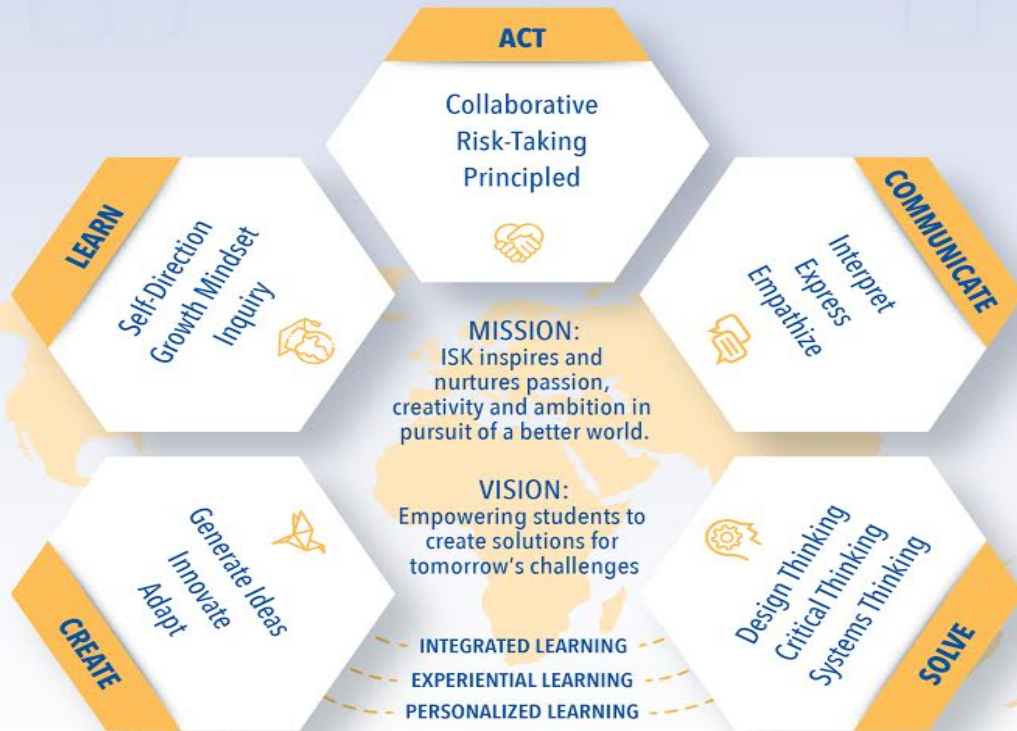 ACT
Collaborative
Risk-Taking
Principled
LEARN
Self-Direction
Growth Mindset
Inquiry
COMMUNICATE
Interpret
Express
Empathize
MISSION:
ISK inspires and
nurtures passion,
creativity and ambition in
pursuit of a better world.
VISION:
Empowering students to
create solutions for
tomorrow's challenges
CREATE
Generate Ideas
Innovate
Adapt
SOLVE
Design Thinking
Critical Thinking
Systems Thinking
INTEGRATED LEARNING
EXPERIENTIAL LEARNING
PERSONALIZED LEARNING